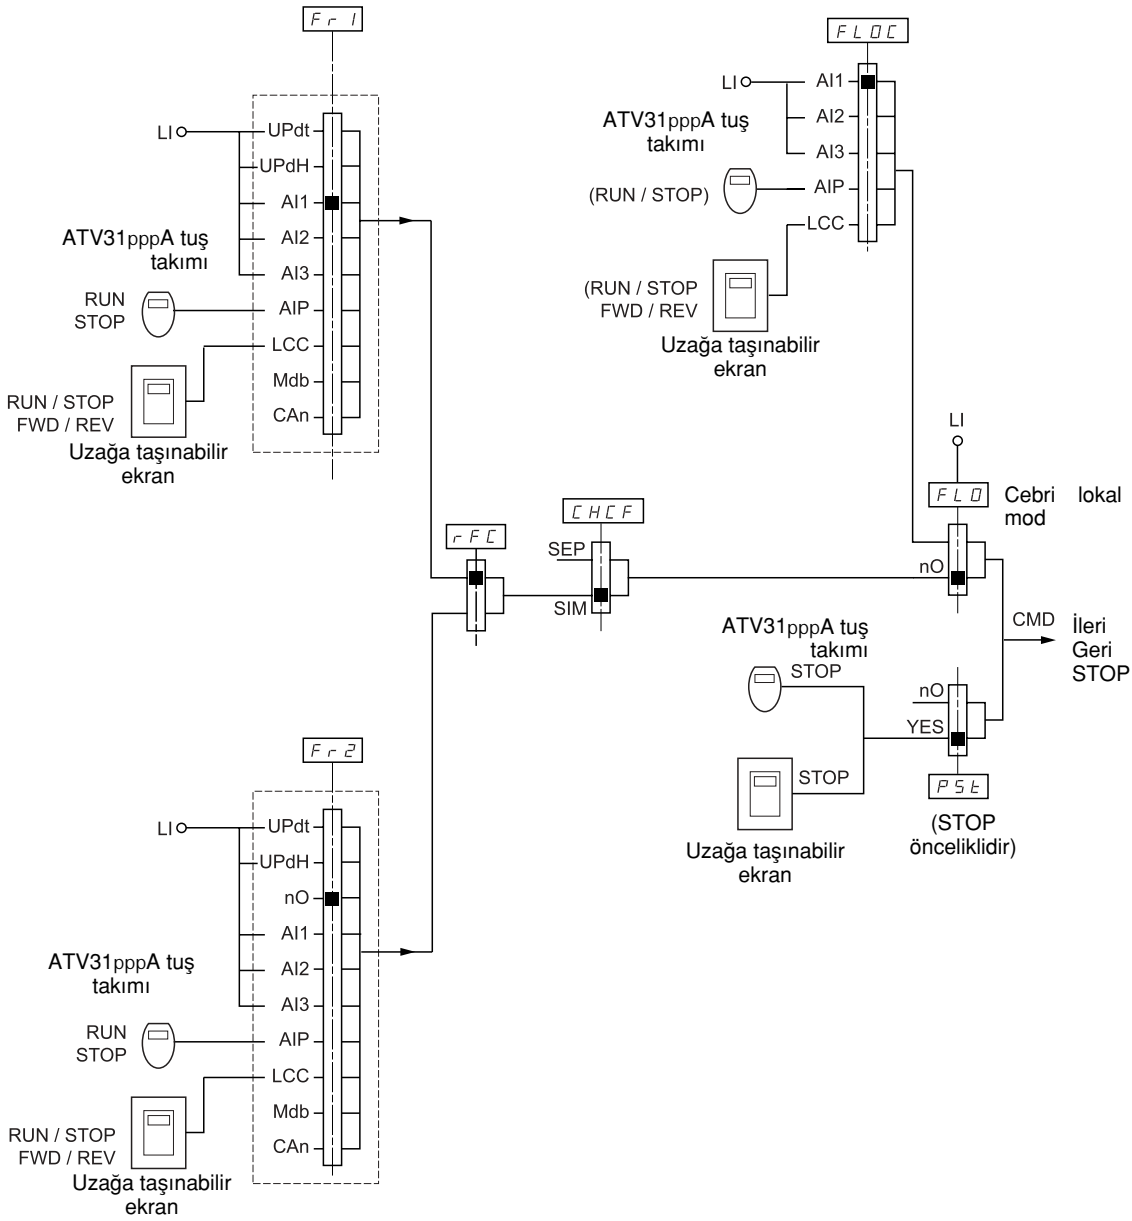 Fr1
LI
UPdt
UPdH
AI1
AI2
AI3
AIP
LCC
Mdb
CAn
ATV31pppA tuş
takımı
RUN
STOP
RUN / STOP
FWD / REV
Uzağa taşınabilir
ekran
FLOC
LI
AI1
AI2
AI3
AIP
LCC
ATV31pppA tuş
takımı
(RUN / STOP)
(RUN / STOP
FWD / REV
Uzağa taşınabilir
ekran
LI
FLO
Cebri lokal
mod
nO
rFC
CHCF
SEP
SIM
CMD
İleri
Geri
STOP
ATV31pppA tuş
takımı
STOP
nO
YES
STOP
PSt
(STOP
önceliklidir)
Uzağa taşınabilir
ekran
Fr2
LI
UPdt
UPdH
nO
AI1
AI2
AI3
AIP
LCC
Mdb
CAn
ATV31pppA tuş
takımı
RUN
STOP
RUN / STOP
FWD / REV
Uzağa taşınabilir
ekran